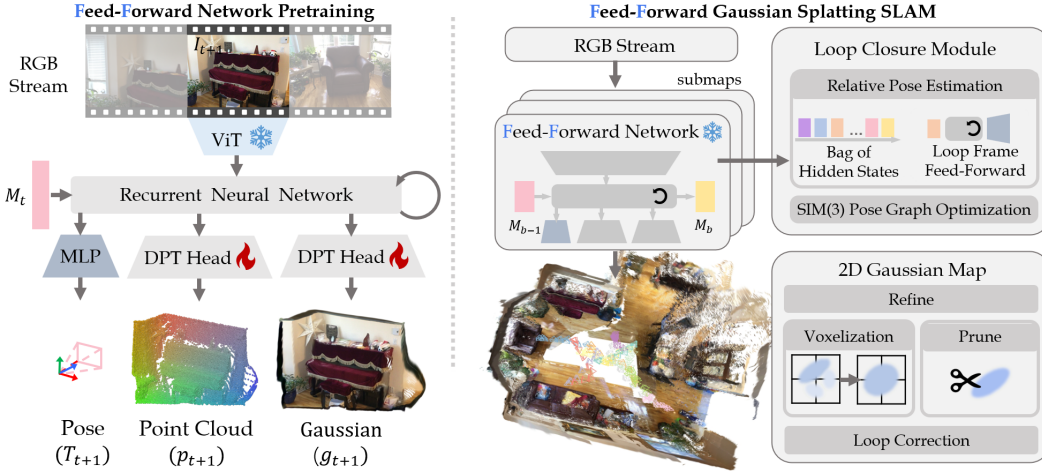 Feed-Forward Network Pretraining
RGB
Stream
I_{t+1}
ViT
M_t
Recurrent Neural Network
MLP
DPT Head
DPT Head
Pose
(T_{t+1})
Point Cloud
(p_{t+1})
Gaussian
(g_{t+1})
Feed-Forward Gaussian Splatting SLAM
RGB Stream
submaps
Feed-Forward Network
M_{b-1}
M_b
Loop Closure Module
Relative Pose Estimation
...
Bag of
Hidden States
Loop Frame
Feed-Forward
SIM(3) Pose Graph Optimization
2D Gaussian Map
Refine
Voxelization
Prune
Loop Correction